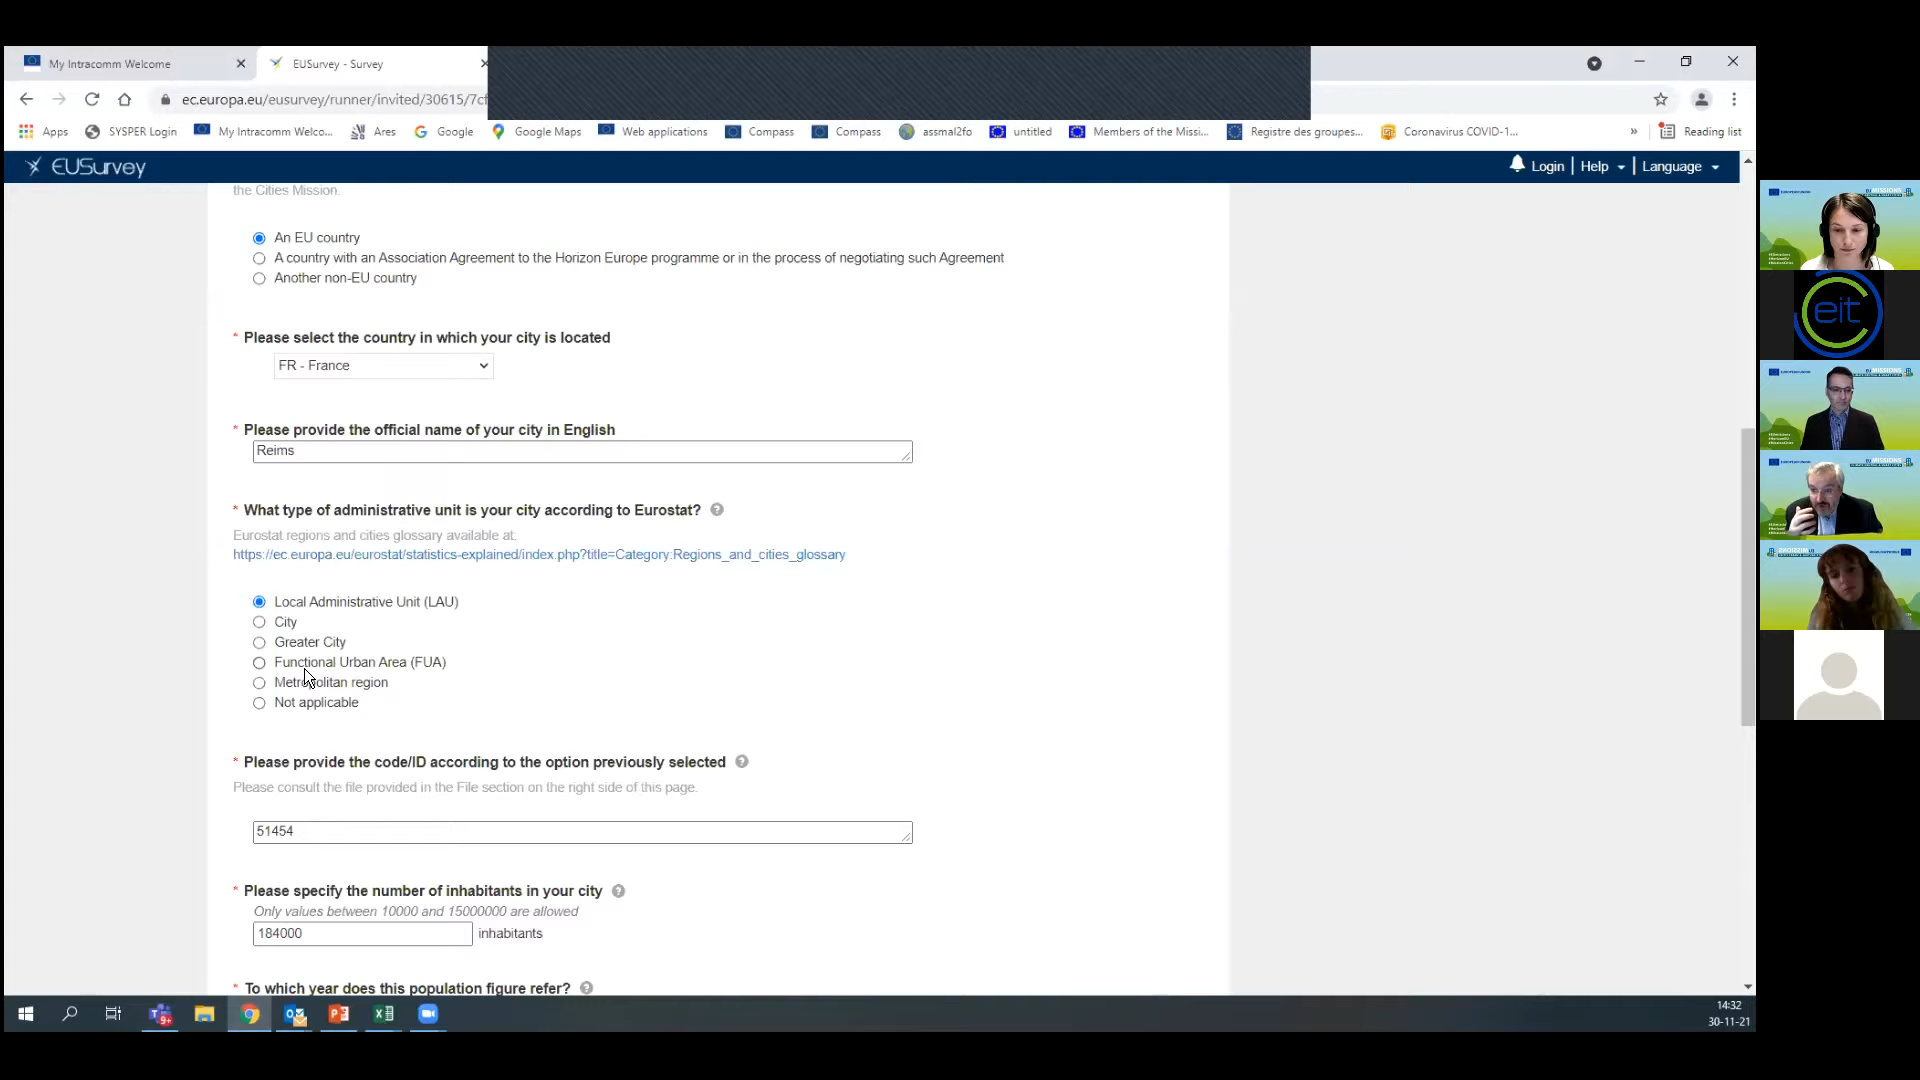 My Intracomm Welcome
EUSurvey - Survey
ec.europa.eu/eusurvey/runner/invited/30615/7cf
Apps
SYSPER Login
My Intracomm Welco...
Ares
Google
Google Maps
Web applications
Compass
Compass
assmal2fo
untitled
Members of the Missi...
Registre des groupes...
Coronavirus COVID-1...
»
Reading list
EUSurvey
Login
Help
Language
the Cities Mission.
An EU country
A country with an Association Agreement to the Horizon Europe programme or in the process of negotiating such Agreement
Another non-EU country
* Please select the country in which your city is located
FR - France
* Please provide the official name of your city in English
Reims
* What type of administrative unit is your city according to Eurostat?
Eurostat regions and cities glossary available at:
https://ec.europa.eu/eurostat/statistics-explained/index.php?title=Category:Regions_and_cities_glossary
Local Administrative Unit (LAU)
City
Greater City
Functional Urban Area (FUA)
Metropolitan region
Not applicable
* Please provide the code/ID according to the option previously selected
Please consult the file provided in the File section on the right side of this page.
51454
* Please specify the number of inhabitants in your city
Only values between 10000 and 15000000 are allowed
184000
inhabitants
* To which year does this population figure refer?
9+
14:32
30-11-21
eit